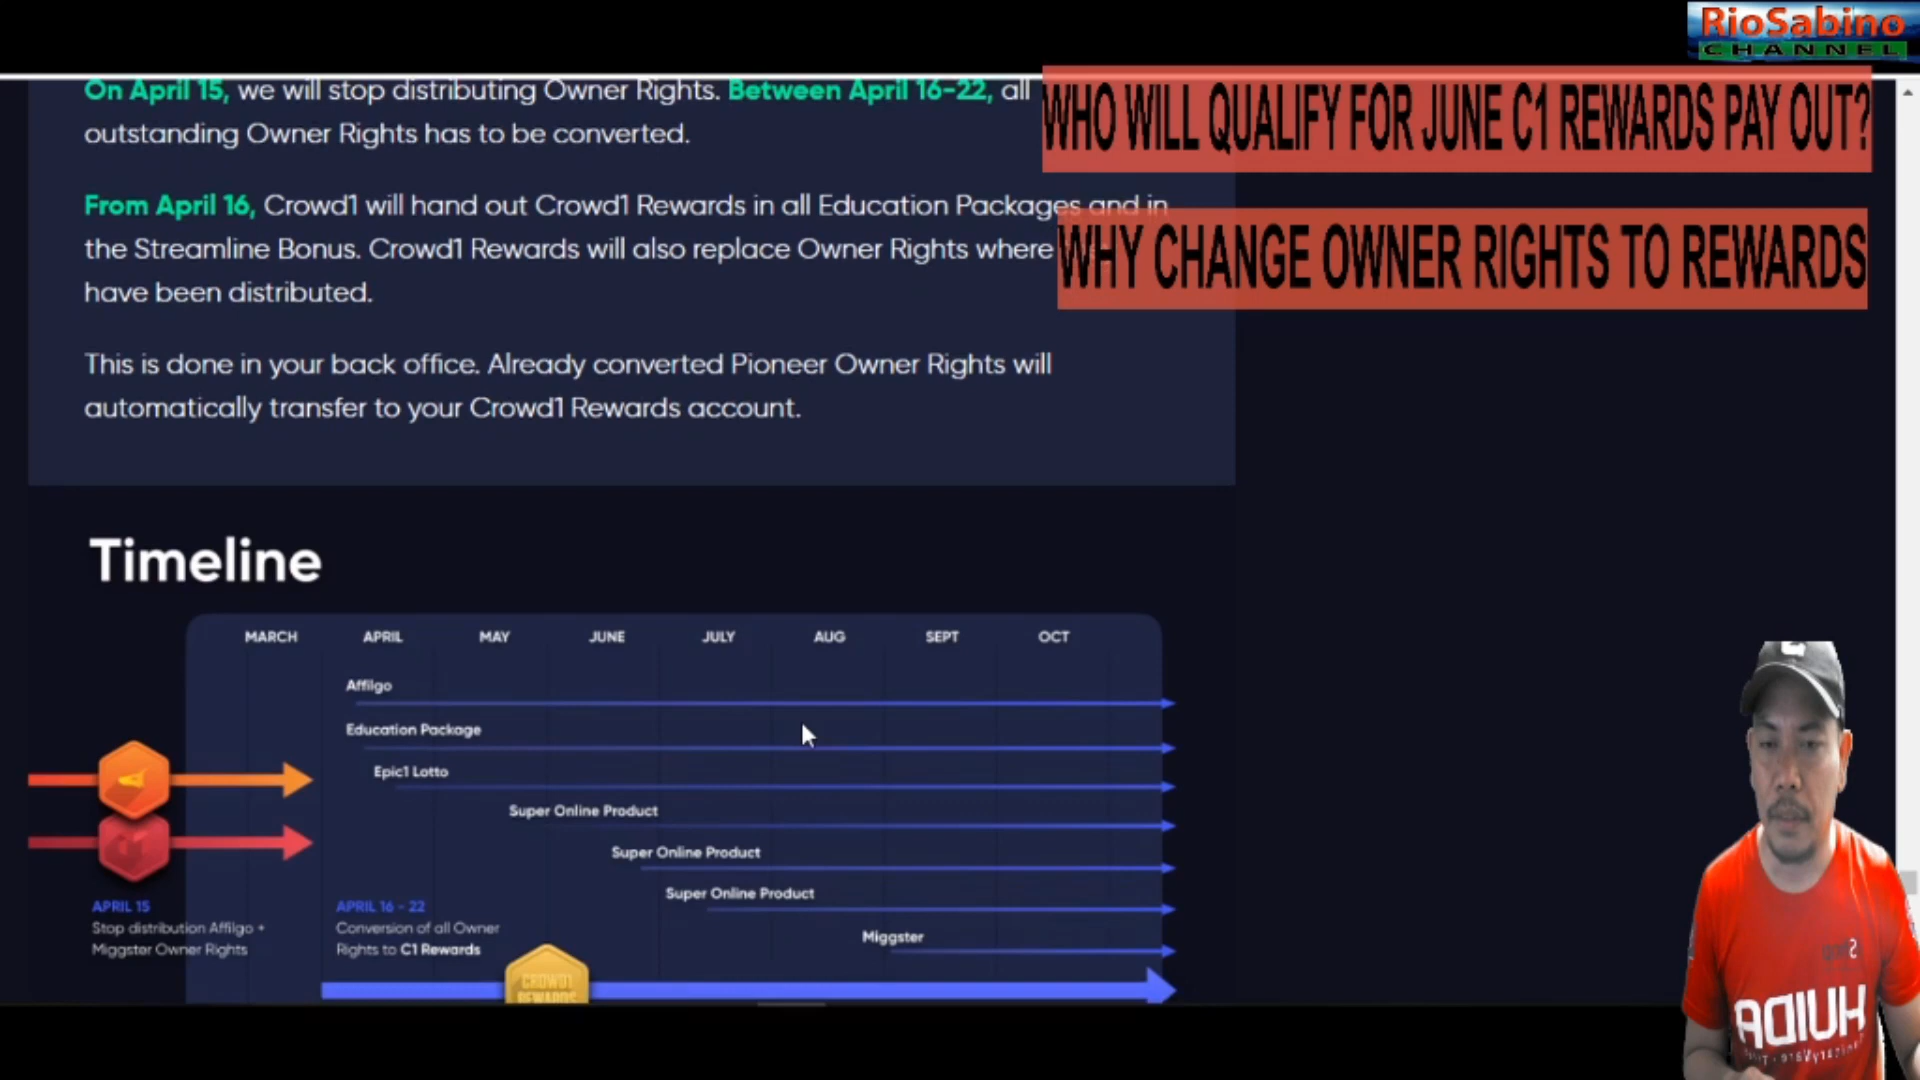 RioSabino
CHANNEL
On April 15, we will stop distributing Owner Rights. Between April 16-22, all
outstanding Owner Rights has to be converted.
WHO WILL QUALIFY FOR JUNE C1 REWARDS PAY OUT?
From April 16, Crowd1 will hand out Crowd1 Rewards in all Education Packages and in
the Streamline Bonus. Crowd1 Rewards will also replace Owner Rights where
have been distributed.
WHY CHANGE OWNER RIGHTS TO REWARDS
This is done in your back office. Already converted Pioneer Owner Rights will
automatically transfer to your Crowd1 Rewards account.
Timeline
MARCH APRIL MAY JUNE JULY AUG SEPT OCT
Affilgo
Education Package
Epic1 Lotto
Super Online Product
Super Online Product
Super Online Product
Miggster
APRIL 15
Stop distribution Affilgo +
Miggster Owner Rights
APRIL 16 - 22
Conversion of all Owner
Rights to C1 Rewards
CROWD1
REWARDS
HUIDA